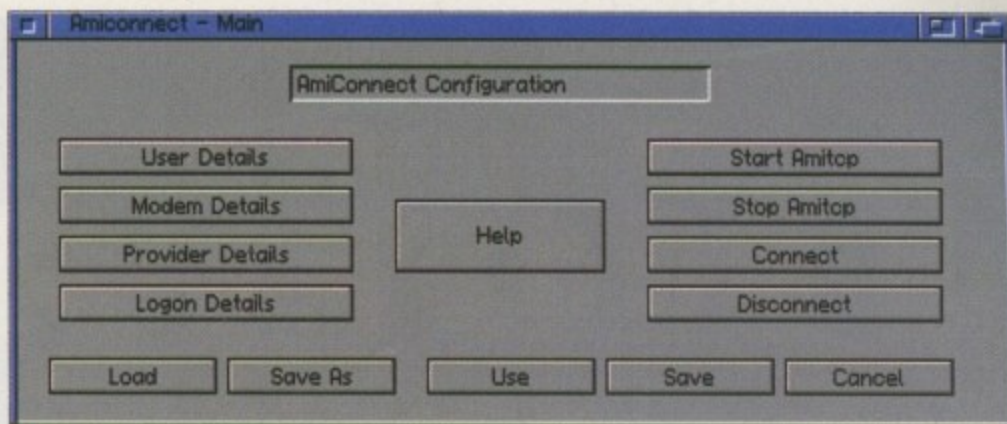 Amiconnect - Main
AmiConnect Configuration
User Details
Modem Details
Provider Details
Logon Details
Help
Start Amitcp
Stop Amitcp
Connect
Disconnect
Load
Save As
Use
Save
Cancel